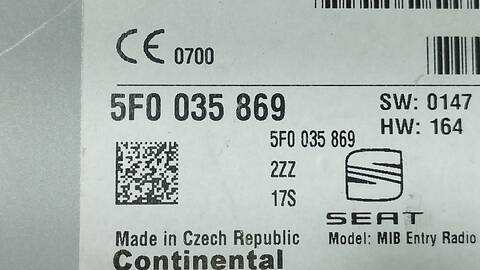 CE 0700
5F0 035 869 SW: 0147
HW: 164
5F0 035 869
2ZZ
17S
SEAT
Made in Czech Republic Model: MIB Entry Radio
Continental